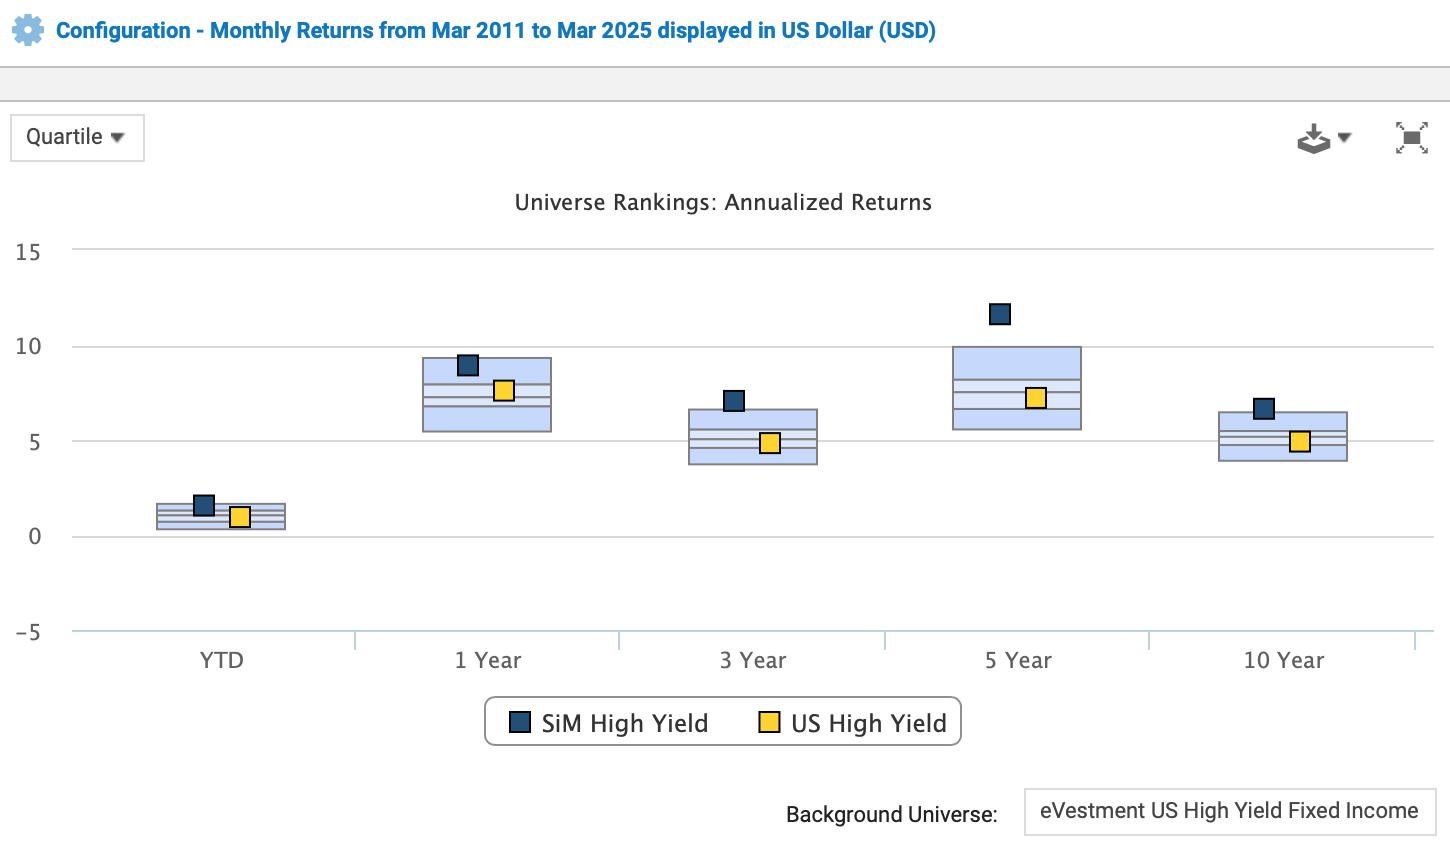 Configuration - Monthly Returns from Mar 2011 to Mar 2025 displayed in US Dollar (USD)
Quartile
Universe Rankings: Annualized Returns
15
10
5
0
−5
YTD 1 Year 3 Year 5 Year 10 Year
SiM High Yield US High Yield
Background Universe: eVestment US High Yield Fixed Income